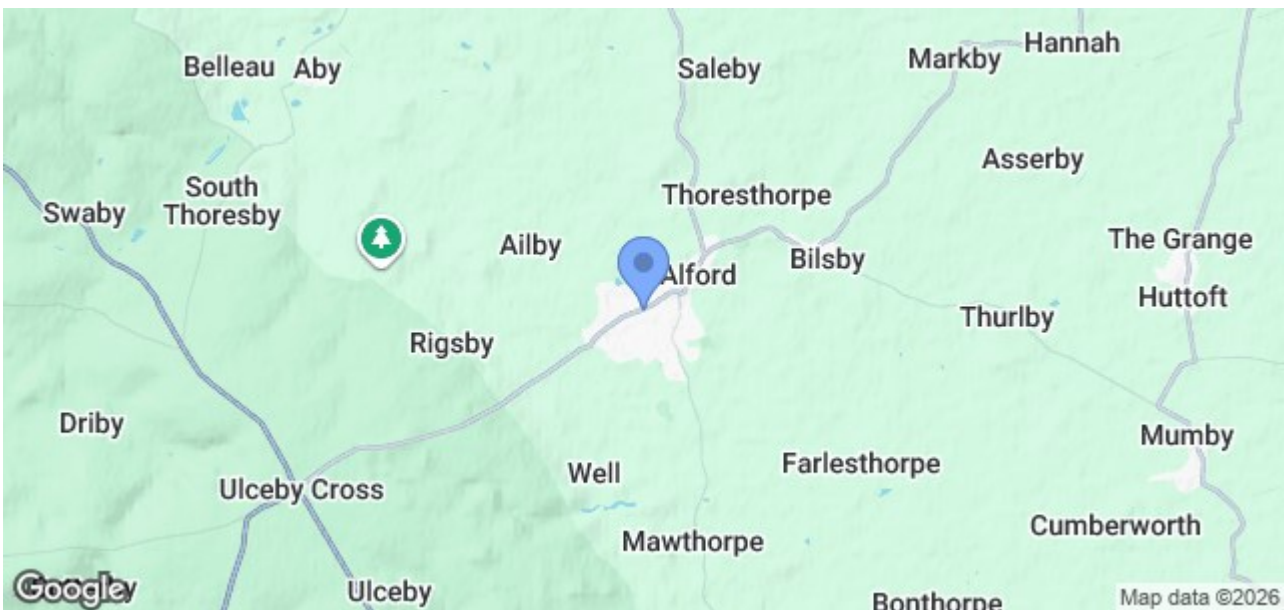 Belleau Aby
Saleby
Markby
Hannah
Asserby
South
Thoresby
Swaby
Thoresthorpe
Ailby
Alford
Bilsby
The Grange
Huttoft
Thurlby
Rigsby
Driby
Mumby
Well
Farlesthorpe
Ulceby Cross
Cumberworth
Mawthorpe
Ulceby
Bonthorpe
Google
Map data ©2026